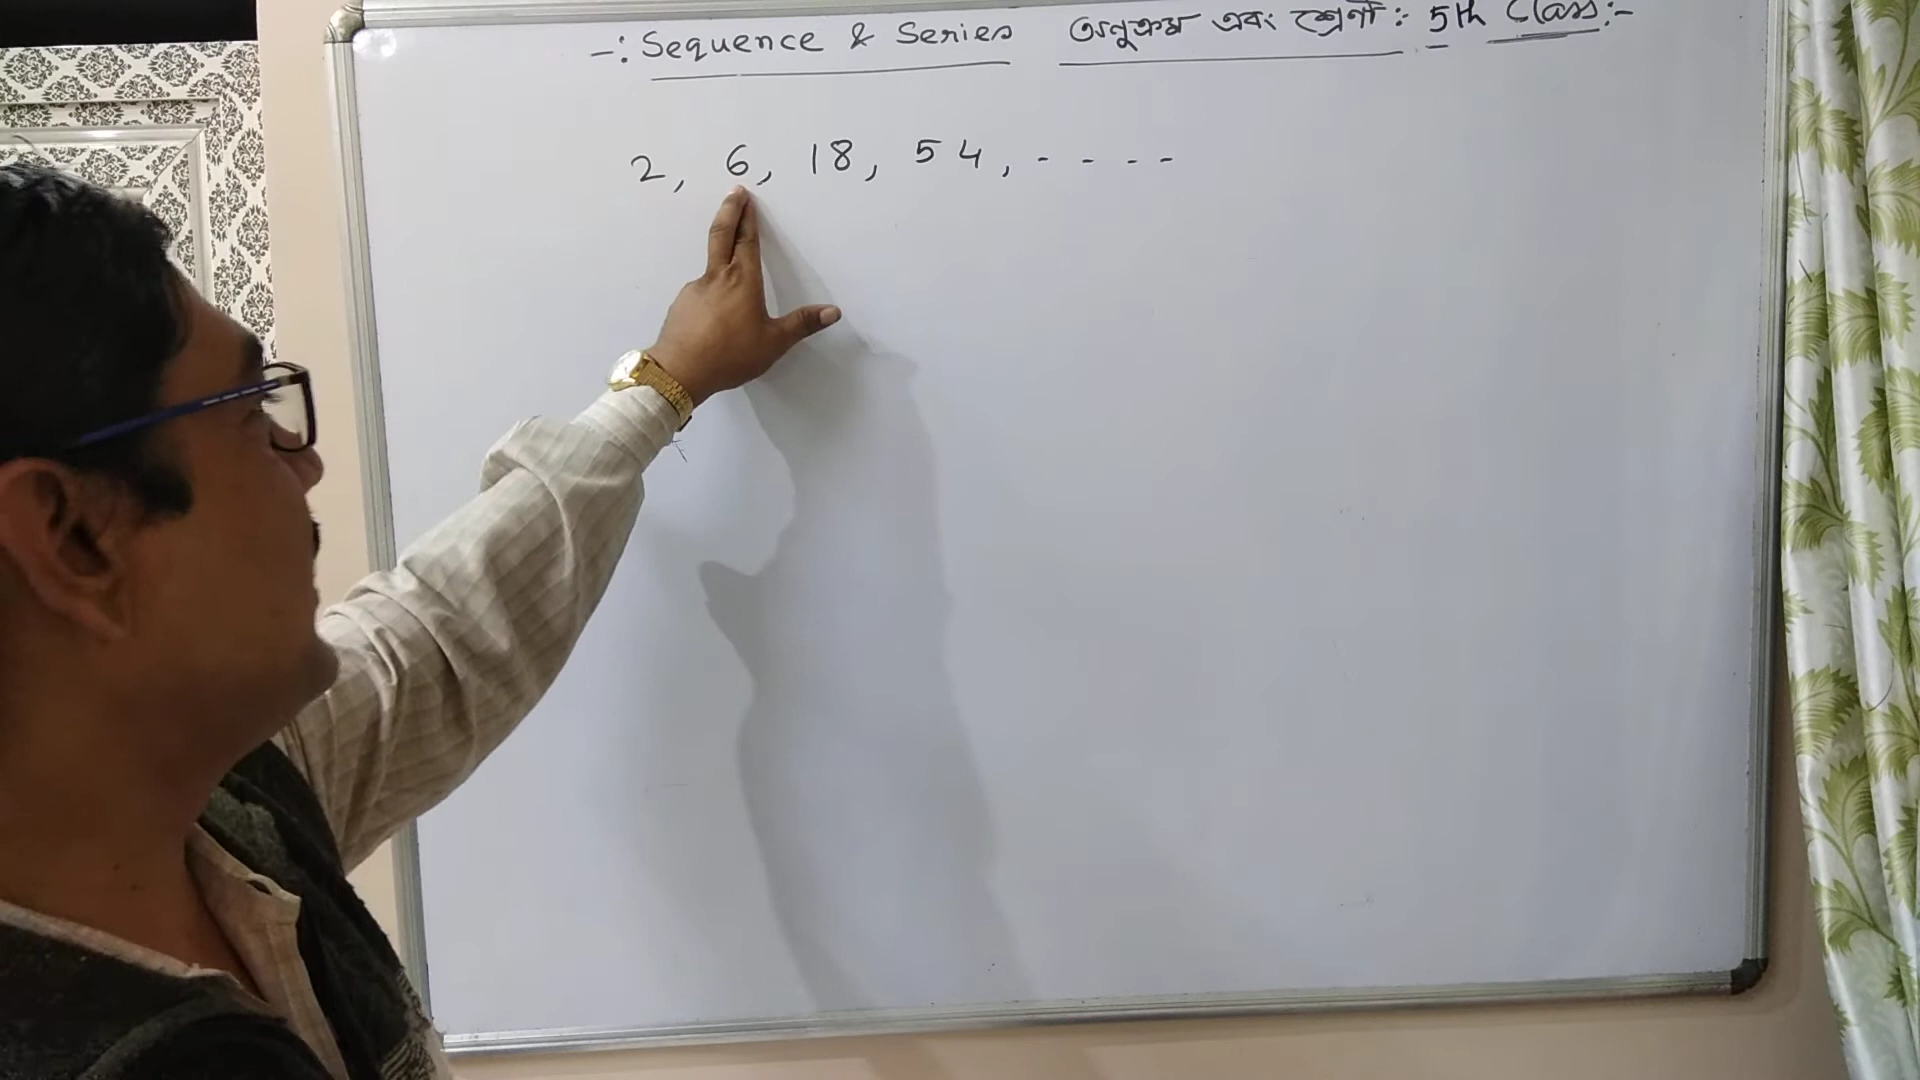 -: Sequence & Series অনুক্রম এবং শ্রেণী :- 5th Class :-
2, 6, 18, 54, - - - -